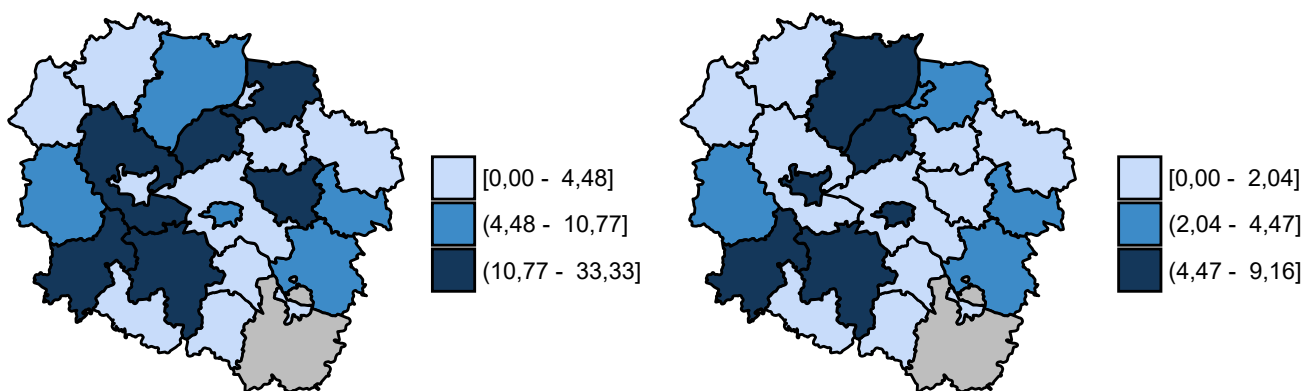 [0,00 - 4,48]
(4,48 - 10,77]
(10,77 - 33,33]
[0,00 - 2,04]
(2,04 - 4,47]
(4,47 - 9,16]